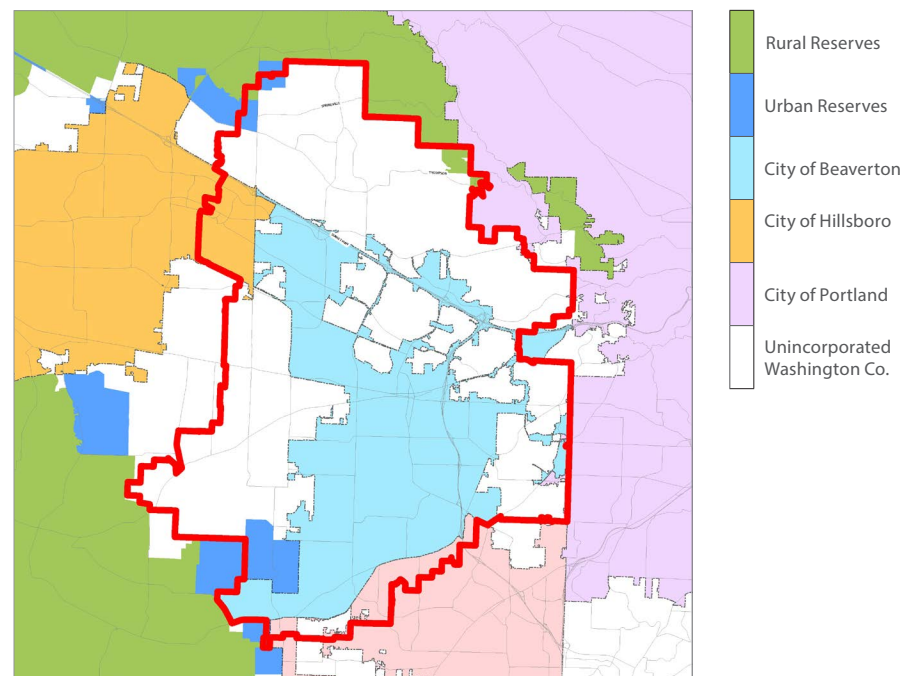 Rural Reserves
Urban Reserves
City of Beaverton
City of Hillsboro
City of Portland
Unincorporated
Washington Co.